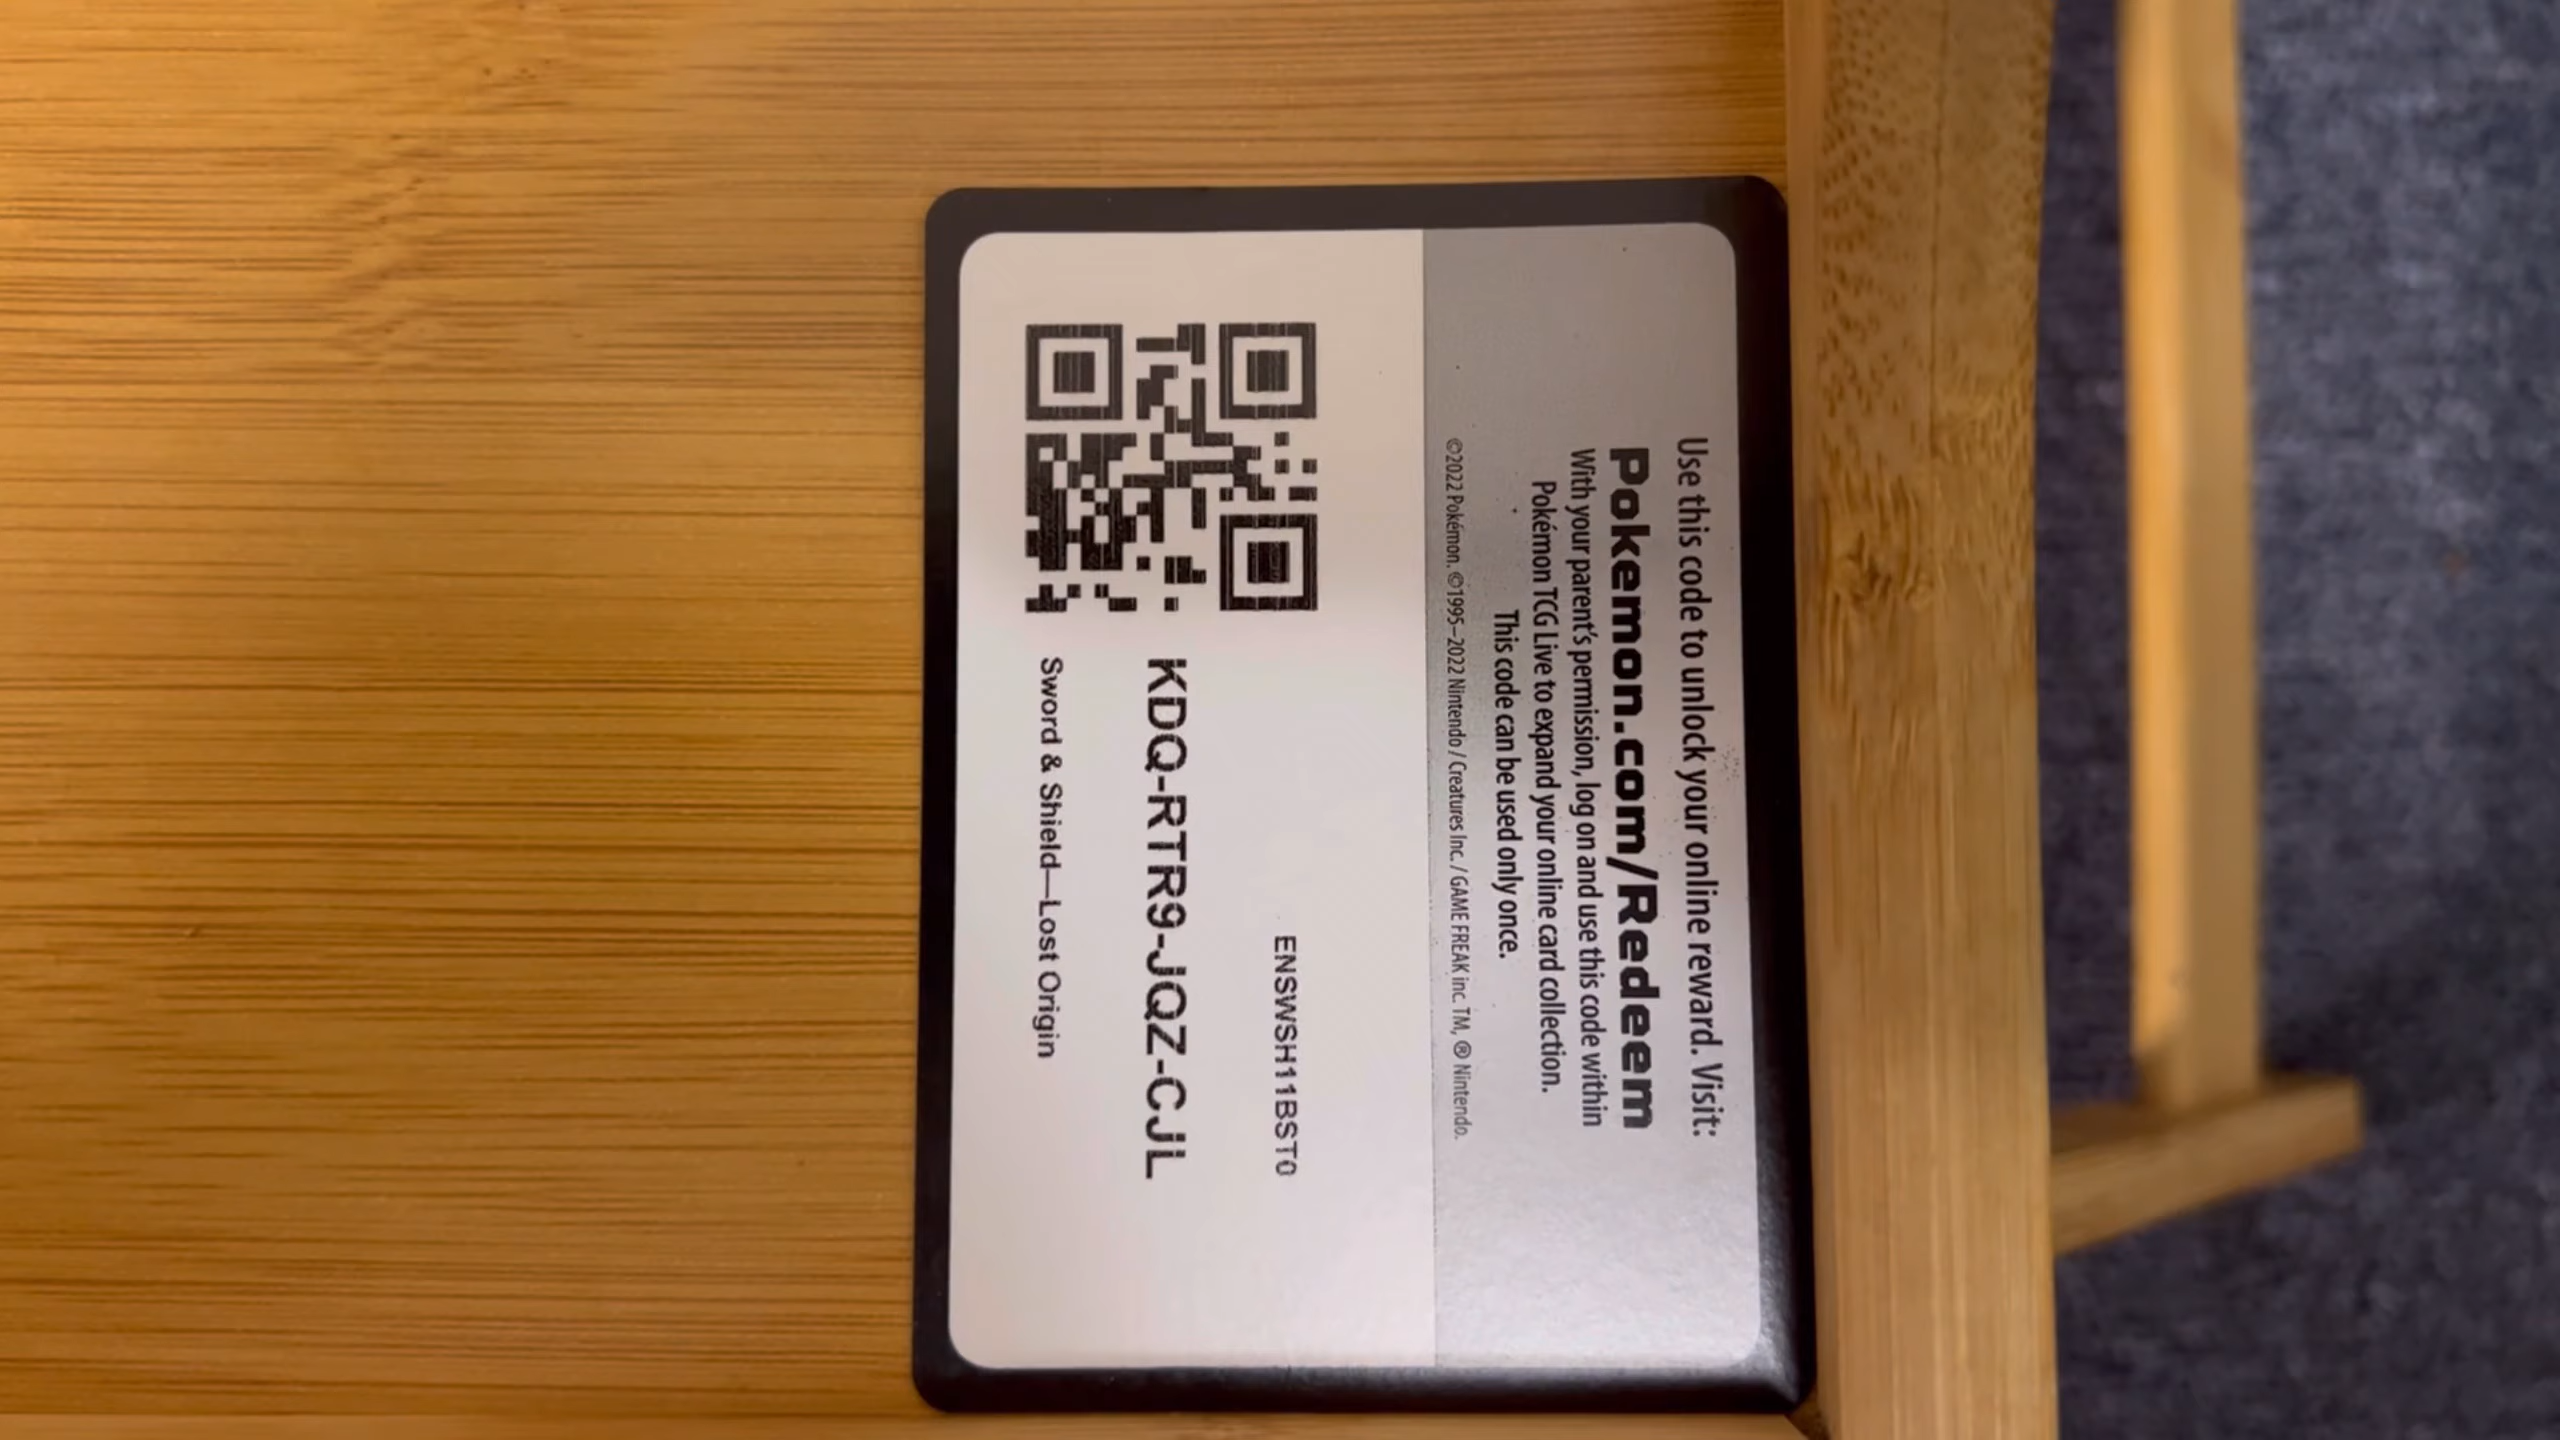 Use this code to unlock your online reward. Visit:
Pokemon.com/Redeem
With your parent's permission, log on and use this code within
Pokémon TCG Live to expand your online card collection.
This code can be used only once.
©2022 Pokémon. ©1995–2022 Nintendo / Creatures Inc. / GAME FREAK inc. TM, ® Nintendo.
ENSWSH11BST0
KDQ-RTR9-JQZ-CJL
Sword & Shield—Lost Origin